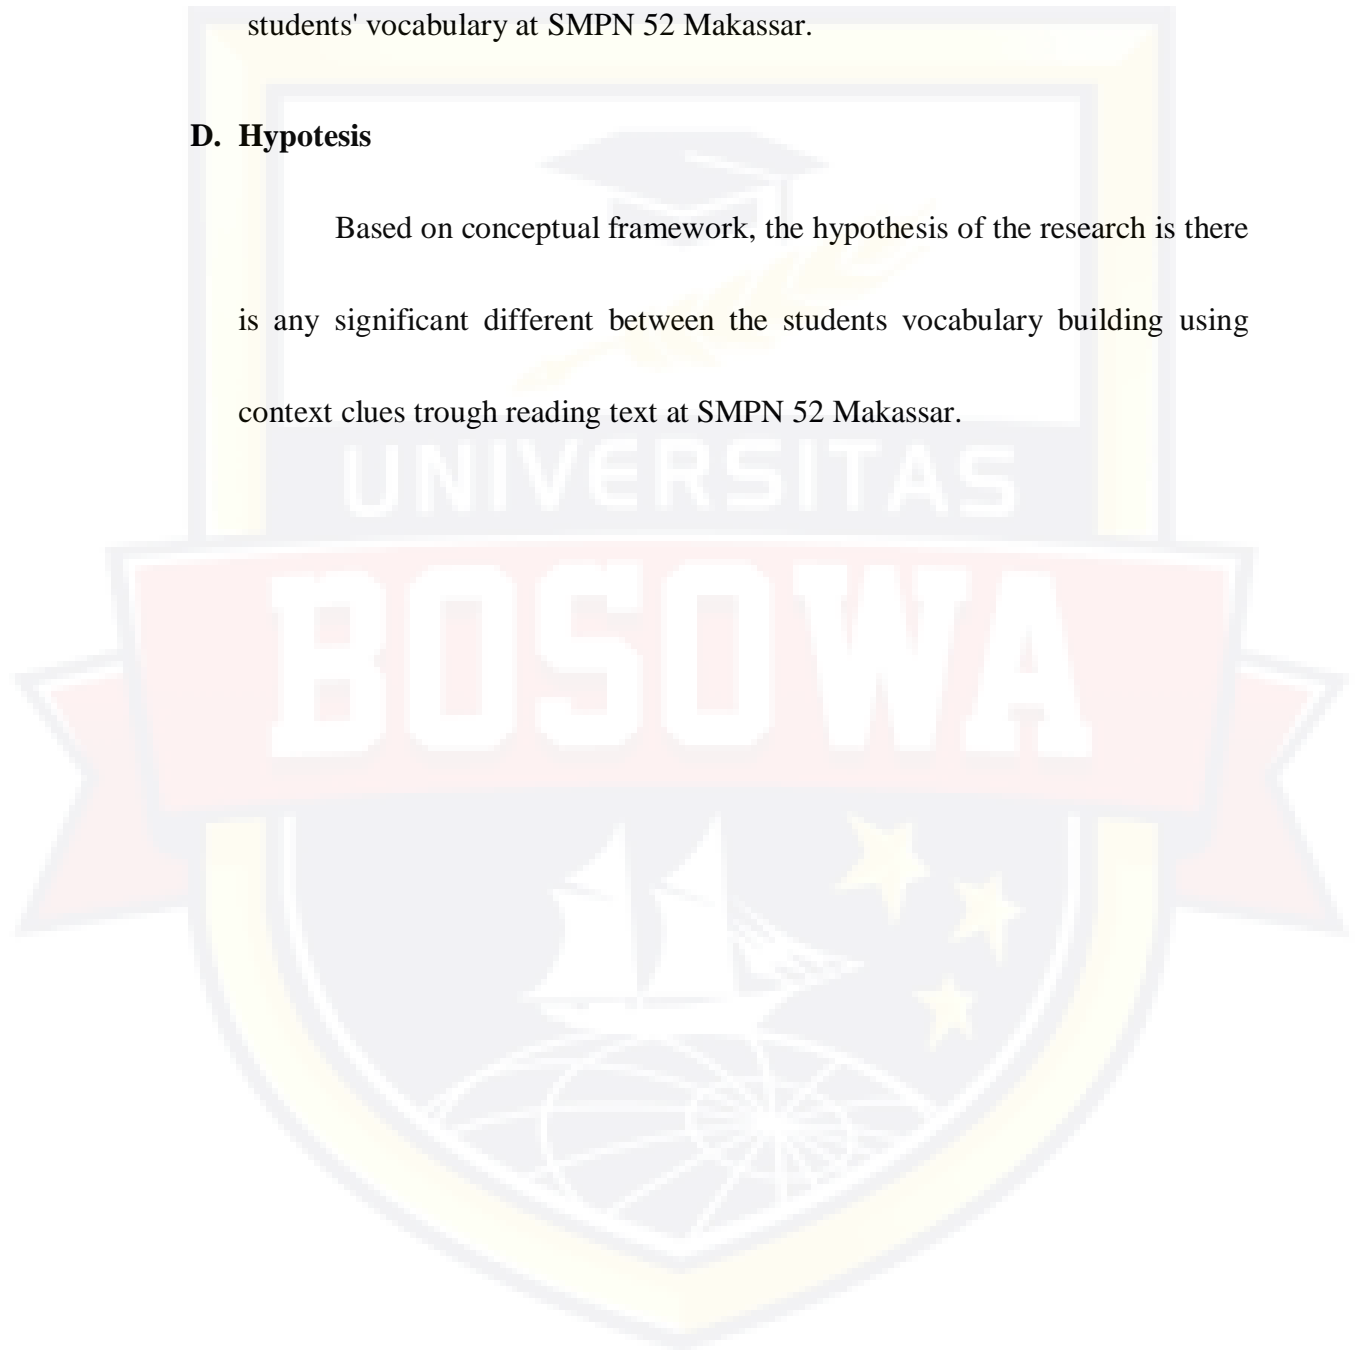 students' vocabulary at SMPN 52 Makassar.
D. Hypotesis
Based on conceptual framework, the hypothesis of the research is there
is any significant different between the students vocabulary building using
context clues trough reading text at SMPN 52 Makassar.
UNIVERSITAS
BOSOWA